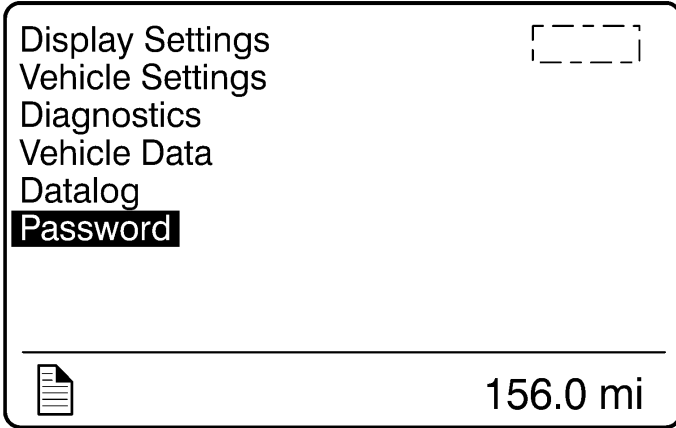 Display Settings
Vehicle Settings
Diagnostics
Vehicle Data
Datalog
Password
156.0 mi